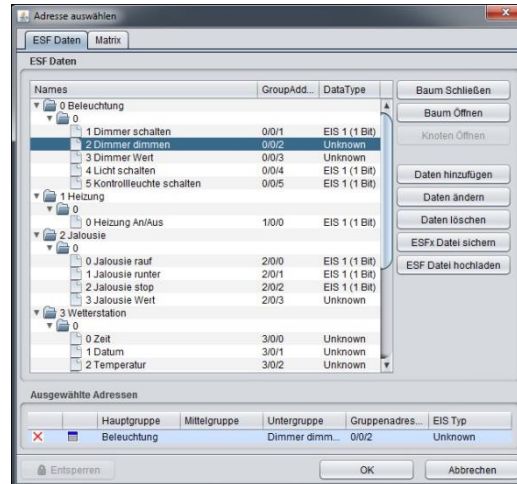 Adresse auswählen
ESF Daten Matrix
ESF Daten
Names GroupAdd... DataType
0 Beleuchtung
0
1 Dimmer schalten 0/0/1 EIS 1 (1 Bit)
2 Dimmer dimmen 0/0/2 Unknown
3 Dimmer Wert 0/0/3 Unknown
4 Licht schalten 0/0/4 EIS 1 (1 Bit)
5 Kontrollleuchte schalten 0/0/5 EIS 1 (1 Bit)
1 Heizung
0
0 Heizung An/Aus 1/0/0 EIS 1 (1 Bit)
2 Jalousie
0
0 Jalousie rauf 2/0/0 EIS 1 (1 Bit)
1 Jalousie runter 2/0/1 EIS 1 (1 Bit)
2 Jalousie stop 2/0/2 EIS 1 (1 Bit)
3 Jalousie Wert 2/0/3 Unknown
3 Wetterstation
0
0 Zeit 3/0/0 Unknown
1 Datum 3/0/1 Unknown
2 Temperatur 3/0/2 Unknown
Baum Schließen
Baum Öffnen
Knoten Öffnen
Daten hinzufügen
Daten ändern
Daten löschen
ESFx Datei sichern
ESF Datei hochladen
Ausgewählte Adressen
Hauptgruppe Mittelgruppe Untergruppe Gruppenadres... EIS Typ
Beleuchtung Dimmer dimm... 0/0/2 Unknown
Entsperren OK Abbrechen